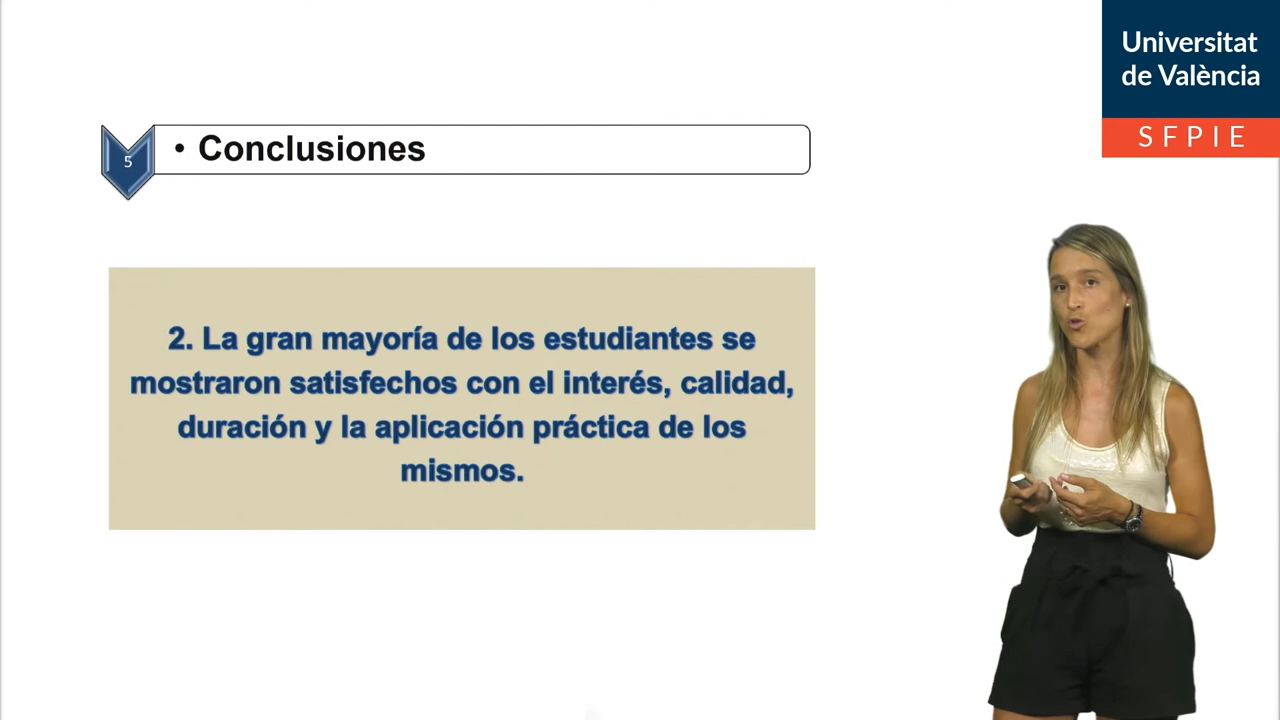 Universitat
de València
SFPIE
5
• Conclusiones
2. La gran mayoría de los estudiantes se
mostraron satisfechos con el interés, calidad,
duración y la aplicación práctica de los
mismos.